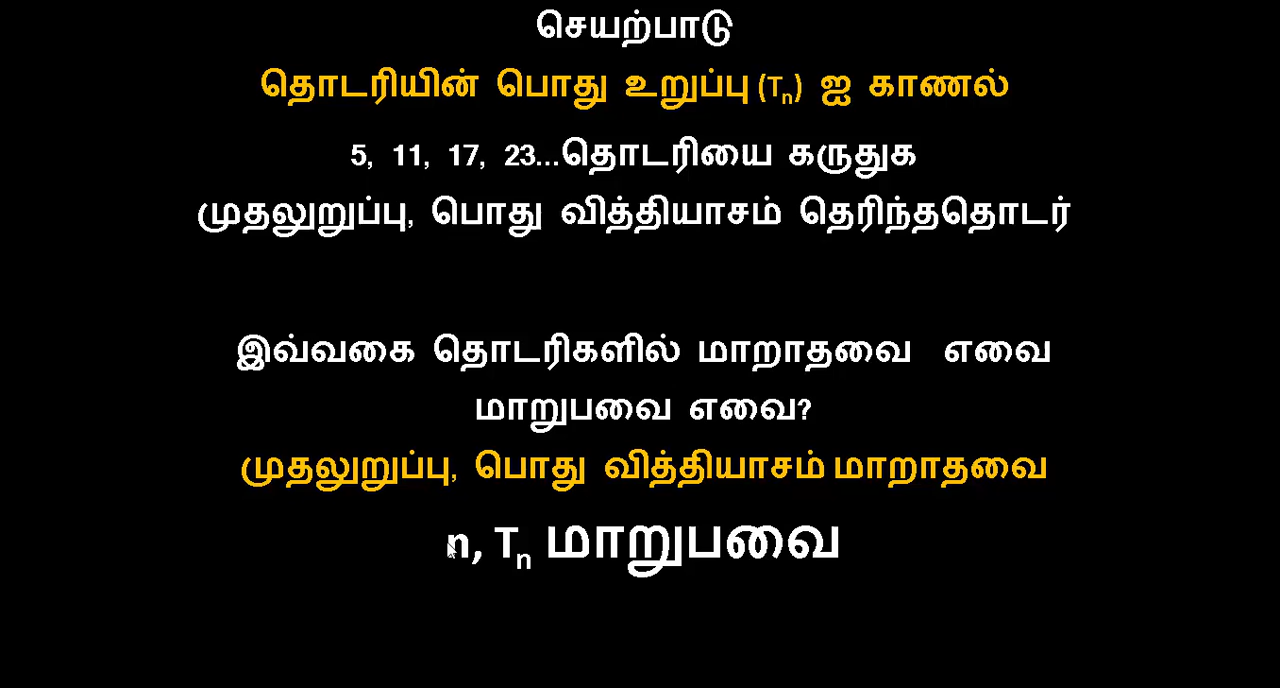 செயற்பாடு
தொடரியின் பொது உறுப்பு (Tn) ஐ காணல்
5, 11, 17, 23...தொடரியை கருதுக
முதலுறுப்பு, பொது வித்தியாசம் தெரிந்ததொடர்
இவ்வகை தொடரிகளில் மாறாதவை எவை
மாறுபவை எவை?
முதலுறுப்பு, பொது வித்தியாசம் மாறாதவை
n, Tn மாறுபவை